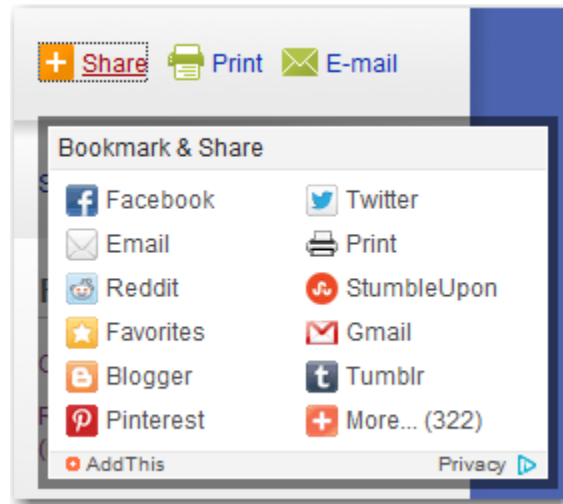 Share Print E-mail
Bookmark & Share
Facebook Twitter
Email Print
Reddit StumbleUpon
Favorites Gmail
Blogger Tumblr
Pinterest More... (322)
AddThis Privacy